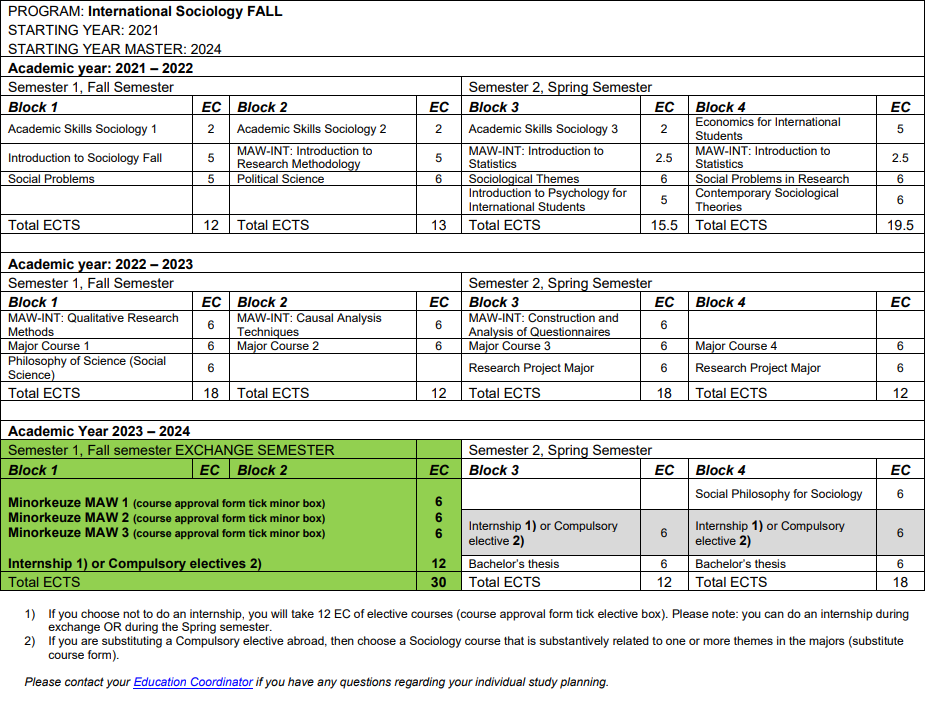 PROGRAM: International Sociology FALL
STARTING YEAR: 2021
STARTING YEAR MASTER: 2024
Academic year: 2021 – 2022
Semester 1, Fall Semester Semester 2, Spring Semester
Block 1 EC Block 2 EC Block 3 EC Block 4 EC
Academic Skills Sociology 1 2 Academic Skills Sociology 2 2 Academic Skills Sociology 3 2 Economics for International Students 5
Introduction to Sociology Fall 5 MAW-INT: Introduction to Research Methodology 5 MAW-INT: Introduction to Statistics 2.5 MAW-INT: Introduction to Statistics 2.5
Social Problems 5 Political Science 6 Sociological Themes 6 Social Problems in Research 6
Introduction to Psychology for International Students 5 Contemporary Sociological Theories 6
Total ECTS 12 Total ECTS 13 Total ECTS 15.5 Total ECTS 19.5
Academic year: 2022 – 2023
Semester 1, Fall Semester Semester 2, Spring Semester
Block 1 EC Block 2 EC Block 3 EC Block 4 EC
MAW-INT: Qualitative Research Methods 6 MAW-INT: Causal Analysis Techniques 6 MAW-INT: Construction and Analysis of Questionnaires 6
Major Course 1 6 Major Course 2 6 Major Course 3 6 Major Course 4 6
Philosophy of Science (Social Science) 6 Research Project Major 6 Research Project Major 6
Total ECTS 18 Total ECTS 12 Total ECTS 18 Total ECTS 12
Academic Year 2023 – 2024
Semester 1, Fall semester EXCHANGE SEMESTER Semester 2, Spring Semester
Block 1 EC Block 2 EC Block 3 EC Block 4 EC
Social Philosophy for Sociology 6
Minorkeuze MAW 1 (course approval form tick minor box) 6
Minorkeuze MAW 2 (course approval form tick minor box) 6
Minorkeuze MAW 3 (course approval form tick minor box) 6
Internship 1) or Compulsory elective 2) 6 Internship 1) or Compulsory elective 2) 6
Internship 1) or Compulsory electives 2) 12 Bachelor's thesis 6 Bachelor's thesis 6
Total ECTS 30 Total ECTS 12 Total ECTS 18
1) If you choose not to do an internship, you will take 12 EC of elective courses (course approval form tick elective box). Please note: you can do an internship during
exchange OR during the Spring semester.
2) If you are substituting a Compulsory elective abroad, then choose a Sociology course that is substantively related to one or more themes in the majors (substitute
course form).
Please contact your Education Coordinator if you have any questions regarding your individual study planning.